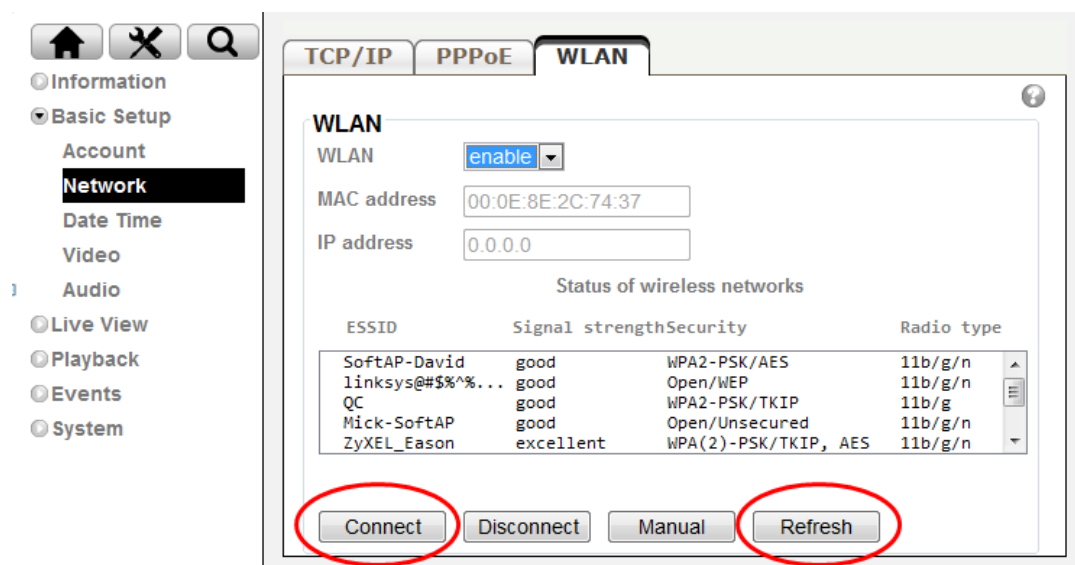 Information
Basic Setup
Account
Network
Date Time
Video
Audio
Live View
Playback
Events
System
TCP/IP PPPoE WLAN
?
WLAN
WLAN enable
MAC address 00:0E:8E:2C:74:37
IP address 0.0.0.0
Status of wireless networks
ESSID Signal strengthSecurity Radio type
SoftAP-David good WPA2-PSK/AES 11b/g/n
linksys@#$%^%... good Open/WEP 11b/g/n
QC good WPA2-PSK/TKIP 11b/g
Mick-SoftAP good Open/Unsecured 11b/g/n
ZyXEL_Eason excellent WPA(2)-PSK/TKIP, AES 11b/g/n
Connect Disconnect Manual Refresh